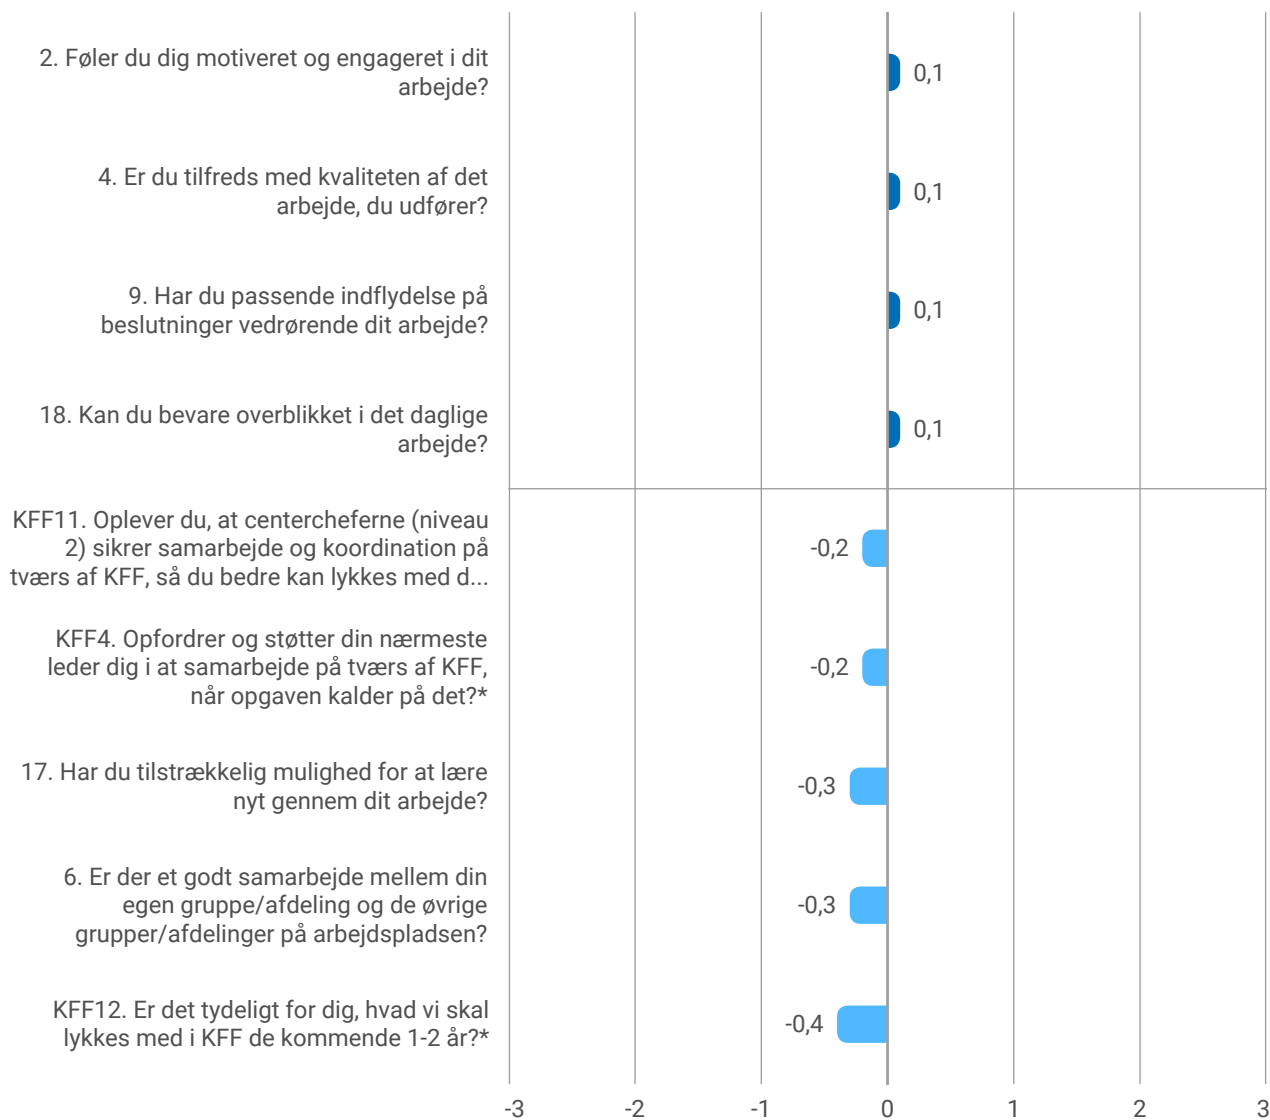 2. Føler du dig motiveret og engageret i dit
arbejde?
0,1
4. Er du tilfreds med kvaliteten af det
arbejde, du udfører?
0,1
9. Har du passende indflydelse på
beslutninger vedrørende dit arbejde?
0,1
18. Kan du bevare overblikket i det daglige
arbejde?
0,1
KFF11. Oplever du, at centercheferne (niveau
2) sikrer samarbejde og koordination på
tværs af KFF, så du bedre kan lykkes med d...
-0,2
KFF4. Opfordrer og støtter din nærmeste
leder dig i at samarbejde på tværs af KFF,
når opgaven kalder på det?*
-0,2
17. Har du tilstrækkelig mulighed for at lære
nyt gennem dit arbejde?
-0,3
6. Er der et godt samarbejde mellem din
egen gruppe/afdeling og de øvrige
grupper/afdelinger på arbejdspladsen?
-0,3
KFF12. Er det tydeligt for dig, hvad vi skal
lykkes med i KFF de kommende 1-2 år?*
-0,4
-3 -2 -1 0 1 2 3